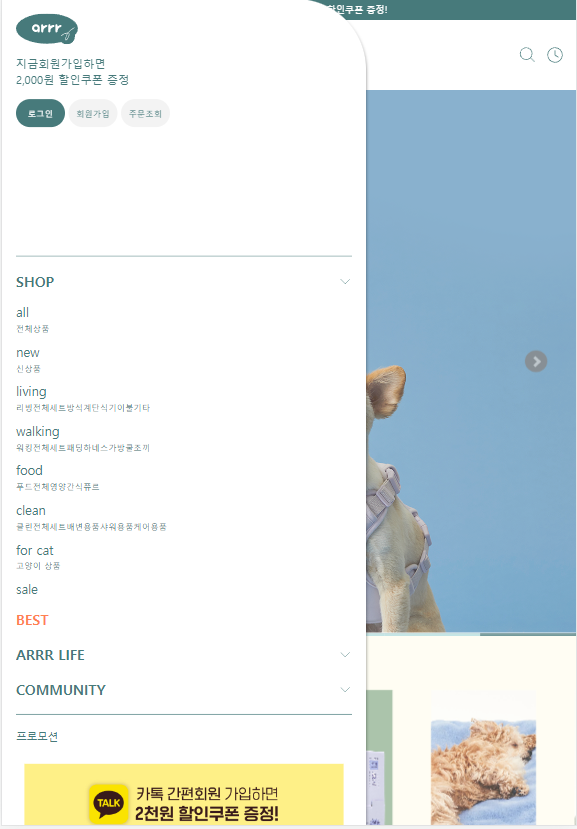 arrr
할인쿠폰 증정!
지금회원가입하면
2,000원 할인쿠폰 증정
로그인
회원가입
주문조회
SHOP
all
전체상품
new
신상품
living
리빙전체세트방석계단식기이불기타
walking
워킹전체세트패딩하네스가방쿨조끼
food
푸드전체영양간식퓨르
clean
클린전체세트배변용품샤워용품케어용품
for cat
고양이 상품
sale
BEST
ARRR LIFE
COMMUNITY
프로모션
TALK
카톡 간편회원 가입하면
2천원 할인쿠폰 증정!